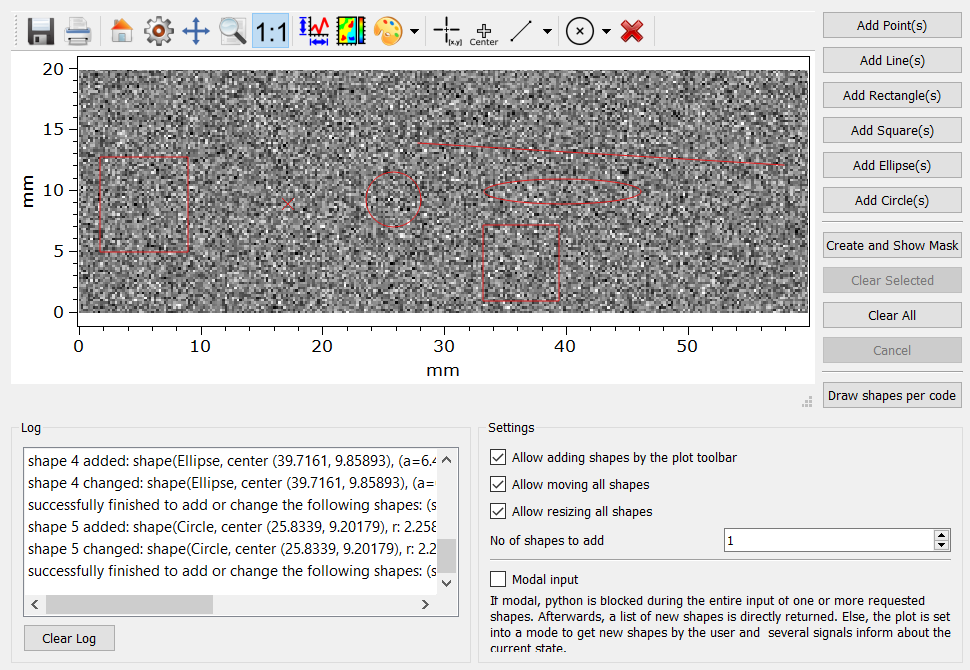 1:1
[x,y]
Center
20
15
10
5
0
mm
0
10
20
30
40
50
mm
Add Point(s)
Add Line(s)
Add Rectangle(s)
Add Square(s)
Add Ellipse(s)
Add Circle(s)
Create and Show Mask
Clear Selected
Clear All
Cancel
Draw shapes per code
Log
shape 4 added: shape(Ellipse, center (39.7161, 9.85893), (a=6.4
shape 4 changed: shape(Ellipse, center (39.7161, 9.85893), (a=
successfully finished to add or change the following shapes: (s
shape 5 added: shape(Circle, center (25.8339, 9.20179), r: 2.258
shape 5 changed: shape(Circle, center (25.8339, 9.20179), r: 2.2
successfully finished to add or change the following shapes: (s
Clear Log
Settings
Allow adding shapes by the plot toolbar
Allow moving all shapes
Allow resizing all shapes
No of shapes to add
1
Modal input
If modal, python is blocked during the entire input of one or more requested
shapes. Afterwards, a list of new shapes is directly returned. Else, the plot is set
into a mode to get new shapes by the user and  several signals inform about the
current state.